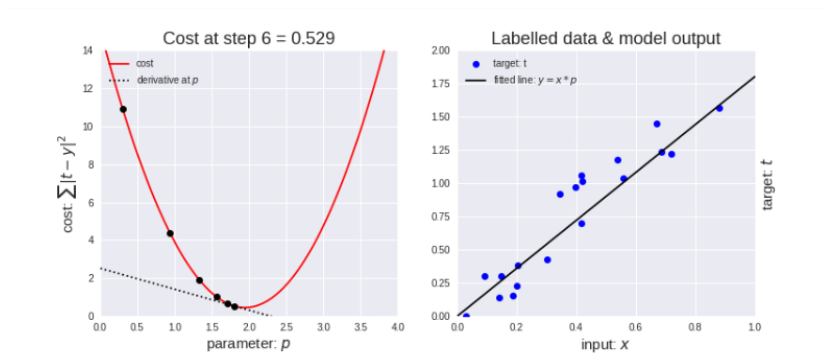 Cost at step 6 = 0.529
cost
derivative at p
14
12
10
8
6
4
2
0
cost: ∑|t − y|²
0.0 0.5 1.0 1.5 2.0 2.5 3.0 3.5 4.0
parameter: p
Labelled data & model output
target: t
fitted line: y = x * p
2.00
1.75
1.50
1.25
1.00
0.75
0.50
0.25
0.00
0.0 0.2 0.4 0.6 0.8 1.0
input: x
target: t